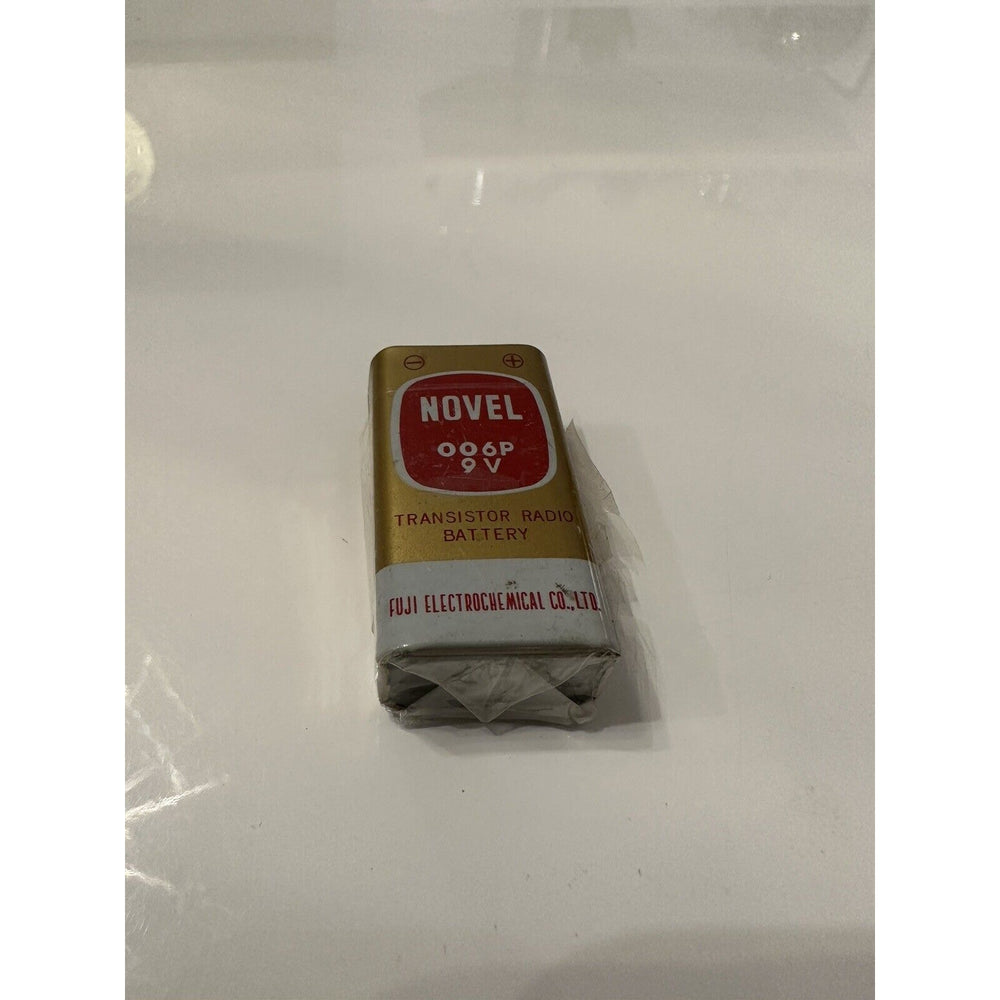 ⊖ ⊕
NOVEL
006P
9V
TRANSISTOR RADIO
BATTERY
FUJI ELECTROCHEMICAL CO., LTD.